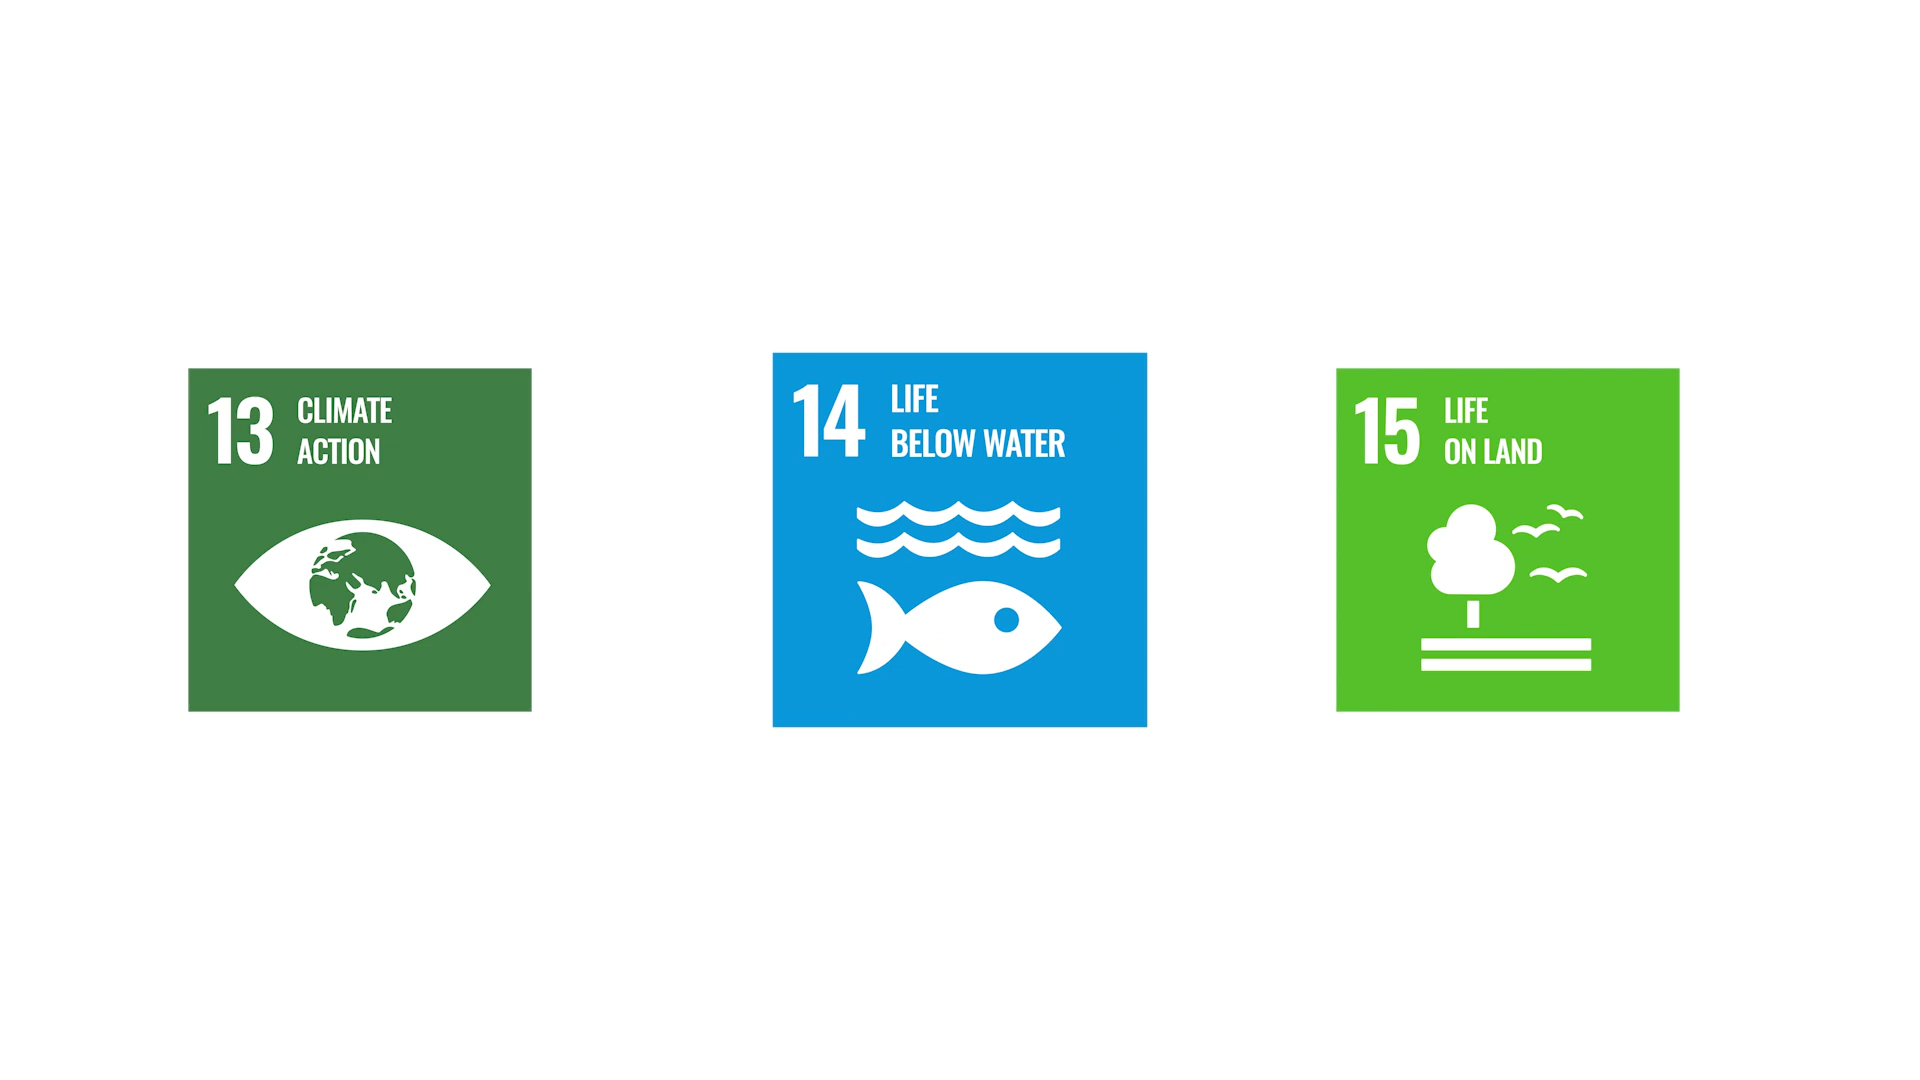 13 CLIMATE
ACTION
14 LIFE
BELOW WATER
15 LIFE
ON LAND